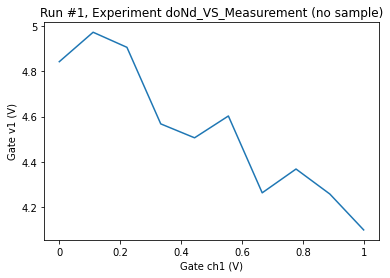 Run #1, Experiment doNd_VS_Measurement (no sample)
5
4.8
4.6
4.4
4.2
Gate v1 (V)
0 0.2 0.4 0.6 0.8 1
Gate ch1 (V)